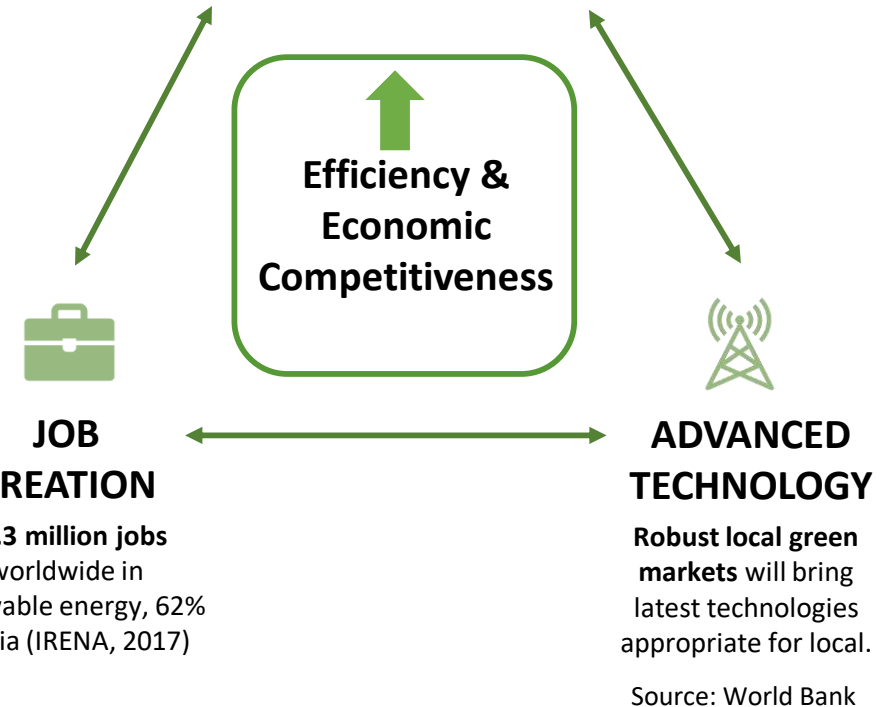 Efficiency &
Economic
Competitiveness
JOB
REATION
.3 million jobs
worldwide in
vable energy, 62%
ia (IRENA, 2017)
ADVANCED
TECHNOLOGY
Robust local green
markets will bring
latest technologies
appropriate for local.
Source: World Bank